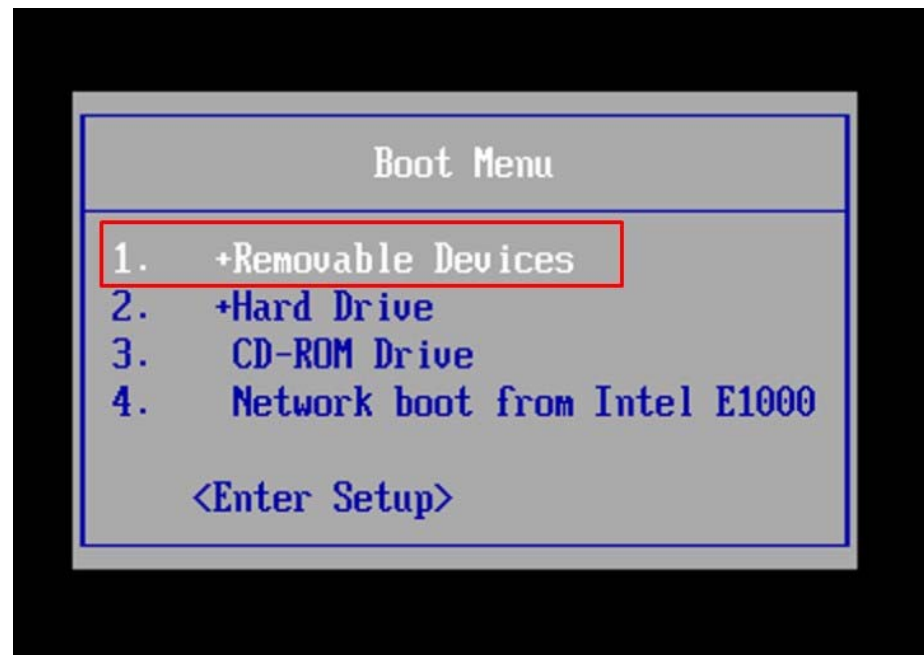 Boot Menu
1. +Removable Devices
2. +Hard Drive
3. CD-ROM Drive
4. Network boot from Intel E1000
<Enter Setup>